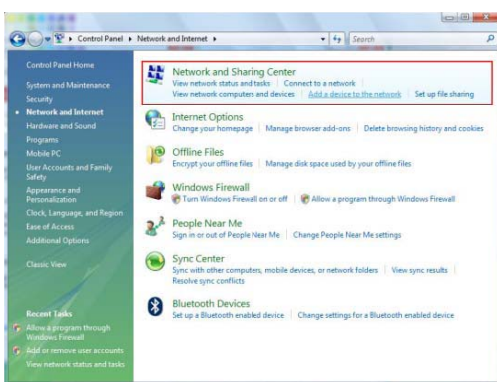 Control Panel ▸ Network and Internet ▸
Search
Control Panel Home
System and Maintenance
Security
Network and Internet
Hardware and Sound
Programs
Mobile PC
User Accounts and Family
Safety
Appearance and
Personalization
Clock, Language, and Region
Ease of Access
Additional Options
Classic View
Recent Tasks
Allow a program through
Windows Firewall
Add or remove user accounts
View network status and tasks
Network and Sharing Center
View network status and tasks | Connect to a network
View network computers and devices | Add a device to the network | Set up file sharing
Internet Options
Change your homepage | Manage browser add-ons | Delete browsing history and cookies
Offline Files
Encrypt your offline files | Manage disk space used by your offline files
Windows Firewall
Turn Windows Firewall on or off | Allow a program through Windows Firewall
People Near Me
Sign in or out of People Near Me | Change People Near Me settings
Sync Center
Sync with other computers, mobile devices, or network folders | View sync results
Resolve sync conflicts
Bluetooth Devices
Set up a Bluetooth enabled device | Change settings for a Bluetooth enabled device